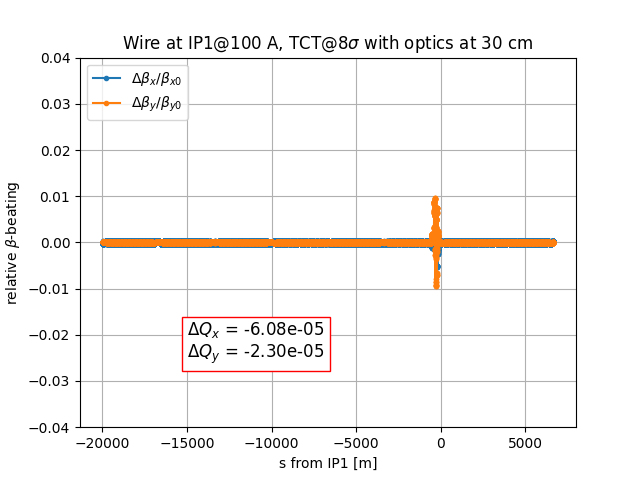 Wire at IP1@100 A, TCT@8σ with optics at 30 cm
Δβx/βx0
Δβy/βy0
0.04
0.03
0.02
0.01
0.00
−0.01
−0.02
−0.03
−0.04
relative β-beating
ΔQx = -6.08e-05
ΔQy = -2.30e-05
−20000 −15000 −10000 −5000 0 5000
s from IP1 [m]